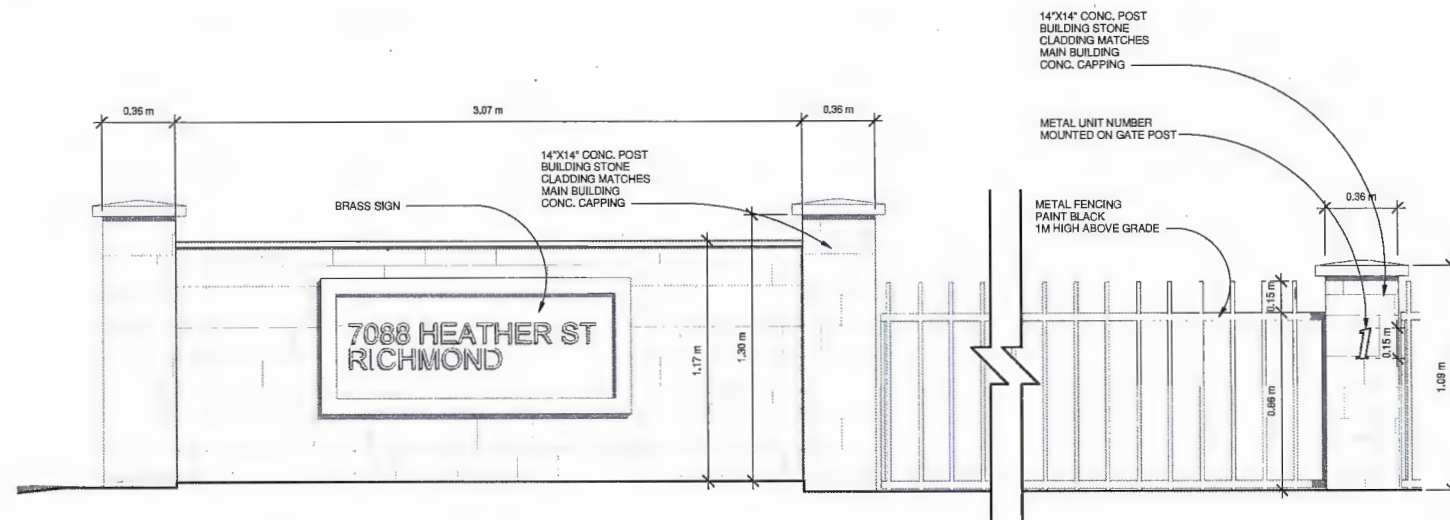 14"X14" CONC. POST
BUILDING STONE
CLADDING MATCHES
MAIN BUILDING
CONC. CAPPING
0.36 m
3.07 m
0.36 m
METAL UNIT NUMBER
MOUNTED ON GATE POST
14"X14" CONC. POST
BUILDING STONE
CLADDING MATCHES
MAIN BUILDING
CONC. CAPPING
BRASS SIGN
METAL FENCING
PAINT BLACK
1M HIGH ABOVE GRADE
0.36 m
7088 HEATHER ST
RICHMOND
1.17 m
1.30 m
0.15 m
0.86 m
1
0.15 m
1.09 m